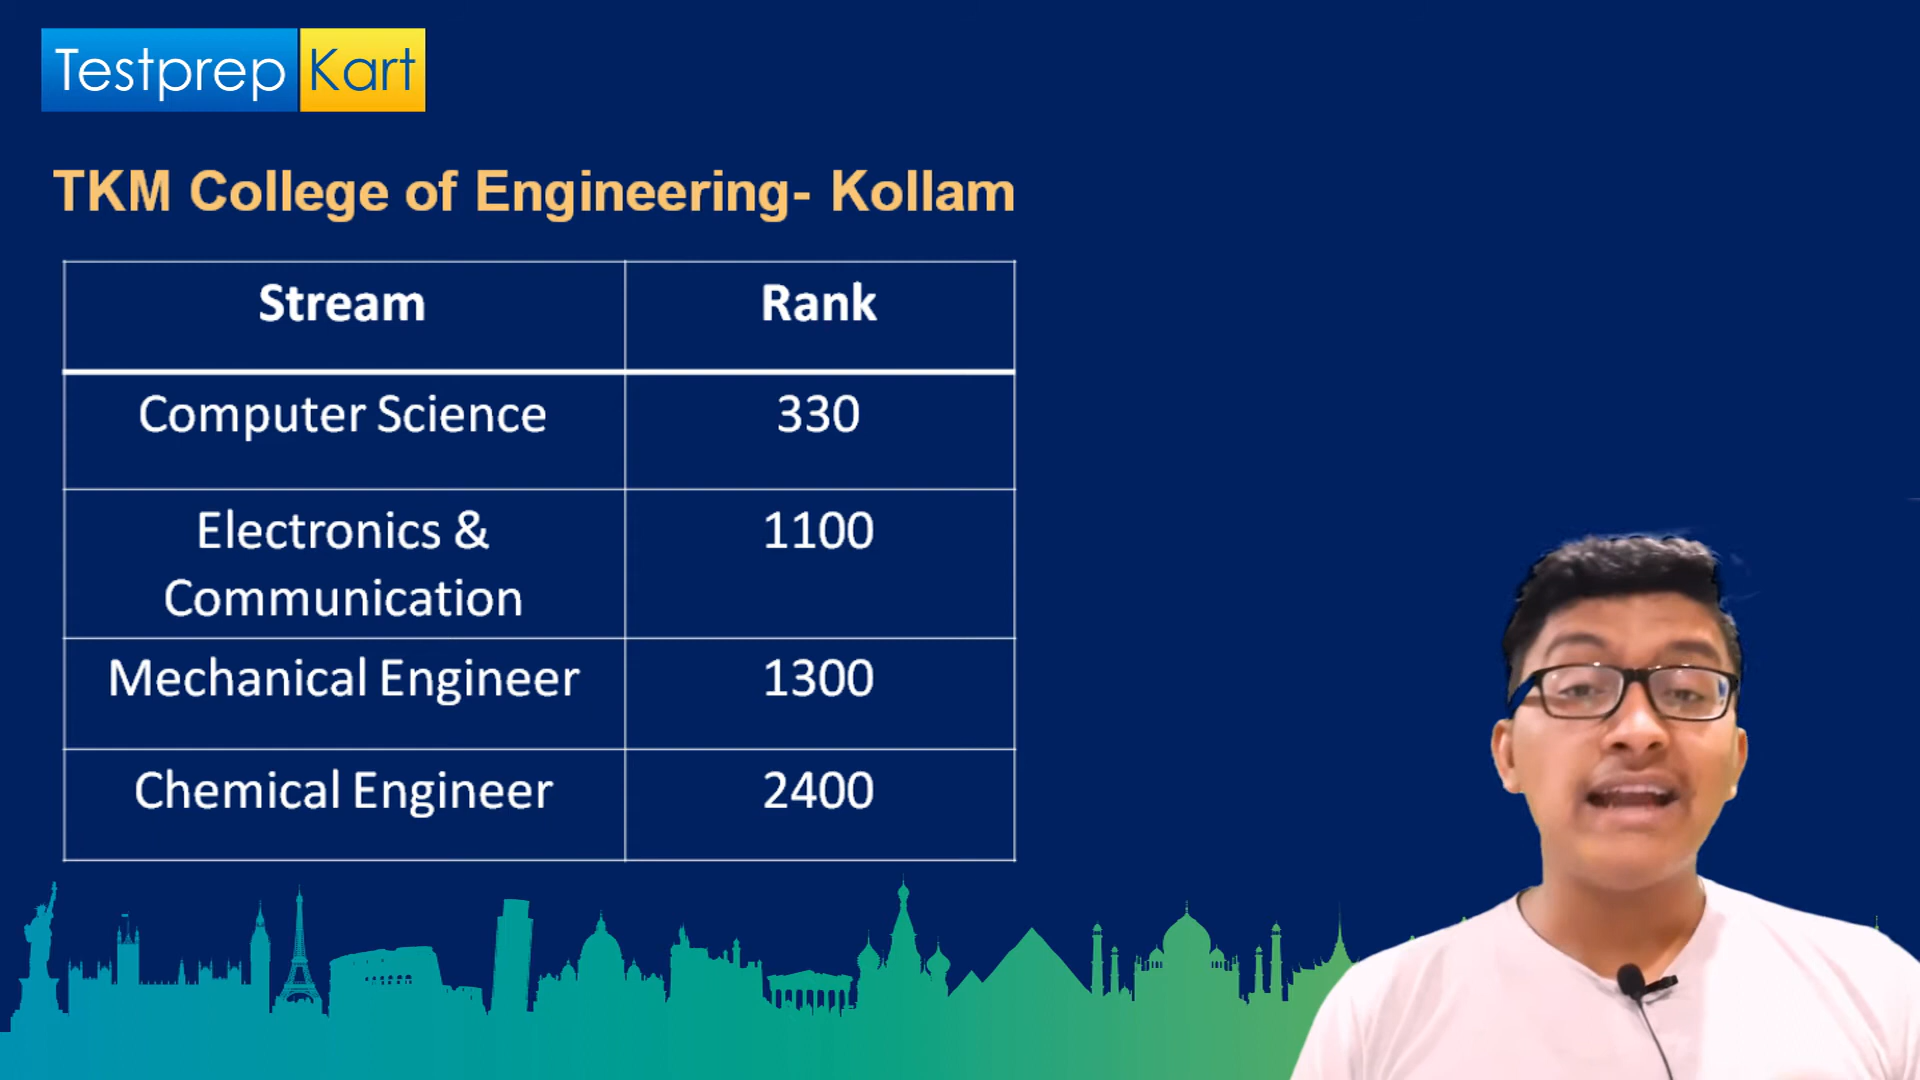 Testprep Kart
TKM College of Engineering- Kollam
Stream Rank
Computer Science 330
Electronics & 1100
Communication
Mechanical Engineer 1300
Chemical Engineer 2400